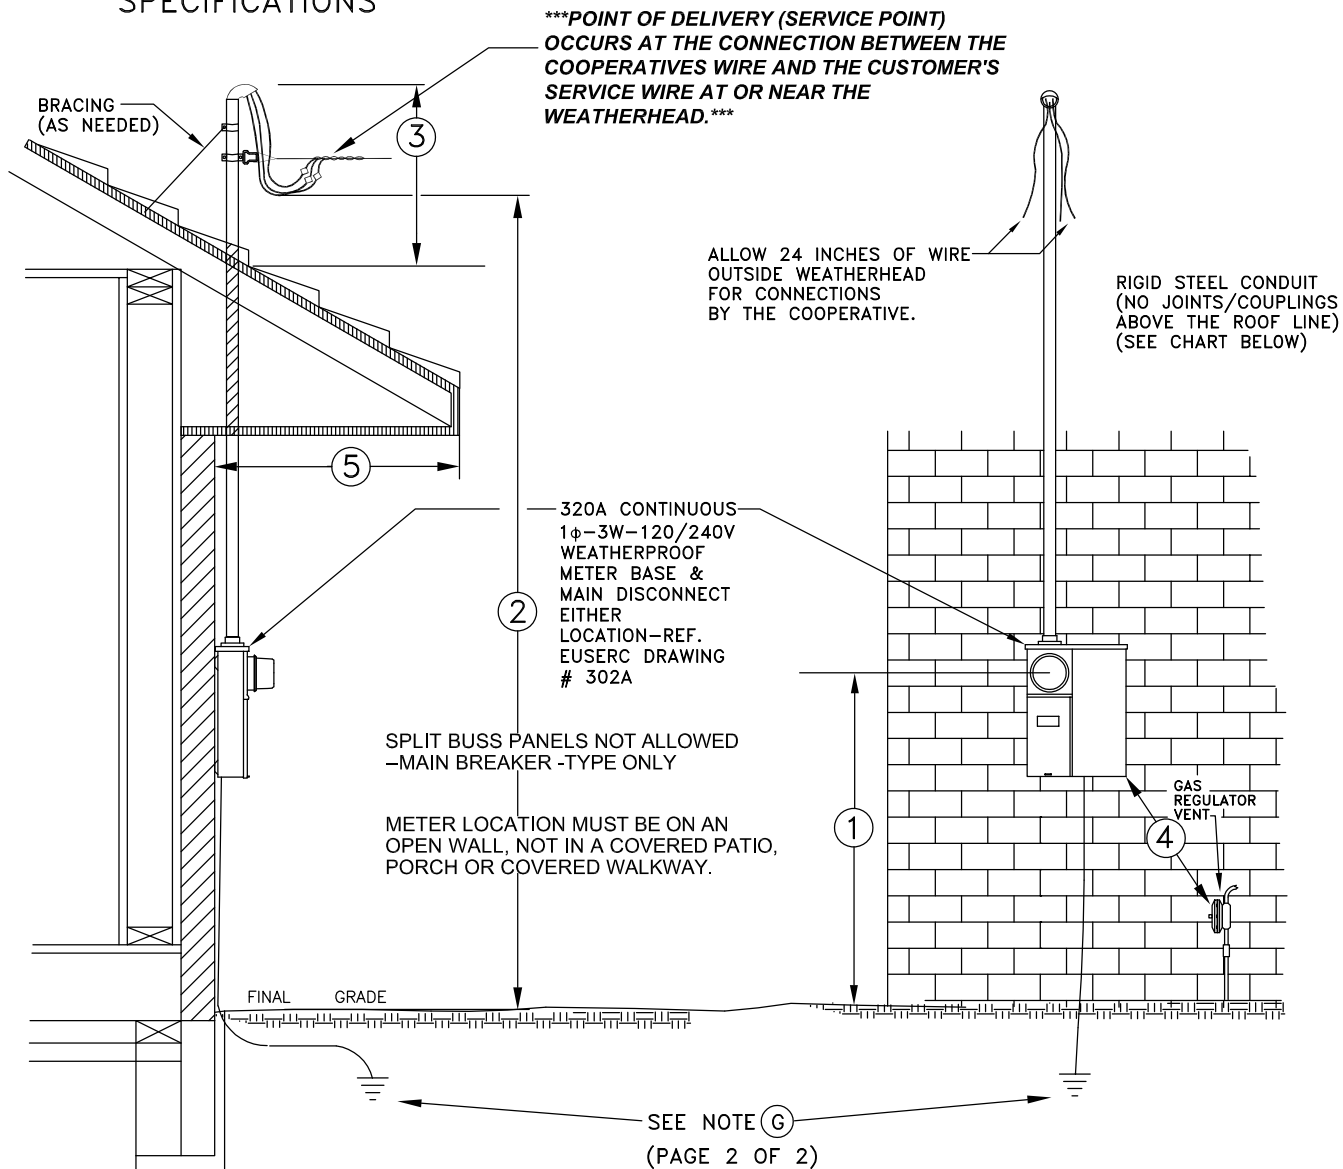 SPECIFICATIONS
***POINT OF DELIVERY (SERVICE POINT)
OCCURS AT THE CONNECTION BETWEEN THE
COOPERATIVES WIRE AND THE CUSTOMER'S
SERVICE WIRE AT OR NEAR THE
WEATHERHEAD.***
BRACING
(AS NEEDED)
3
ALLOW 24 INCHES OF WIRE
OUTSIDE WEATHERHEAD
FOR CONNECTIONS
BY THE COOPERATIVE.
RIGID STEEL CONDUIT
(NO JOINTS/COUPLINGS
ABOVE THE ROOF LINE)
(SEE CHART BELOW)
5
320A CONTINUOUS
1ϕ-3W-120/240V
WEATHERPROOF
METER BASE &
MAIN DISCONNECT
EITHER
LOCATION-REF.
EUSERC DRAWING
# 302A
2
SPLIT BUSS PANELS NOT ALLOWED
–MAIN BREAKER -TYPE ONLY
METER LOCATION MUST BE ON AN
OPEN WALL, NOT IN A COVERED PATIO,
PORCH OR COVERED WALKWAY.
1
GAS
REGULATOR
VENT
4
FINAL GRADE
SEE NOTE G
(PAGE 2 OF 2)